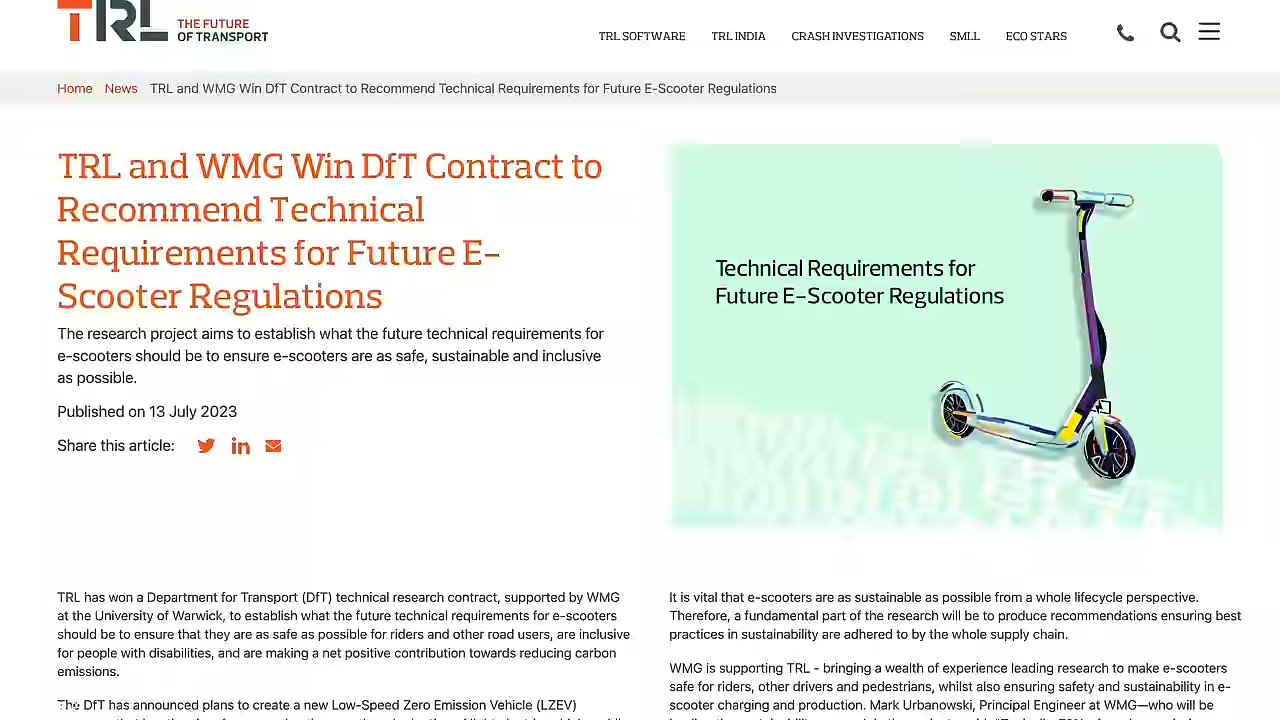 TRL THE FUTURE
OF TRANSPORT
TRL SOFTWARE TRL INDIA CRASH INVESTIGATIONS SMLL ECO STARS
Home News TRL and WMG Win DfT Contract to Recommend Technical Requirements for Future E-Scooter Regulations
TRL and WMG Win DfT Contract to
Recommend Technical
Requirements for Future E-
Scooter Regulations
The research project aims to establish what the future technical requirements for
e-scooters should be to ensure e-scooters are as safe, sustainable and inclusive
as possible.
Published on 13 July 2023
Share this article:
Technical Requirements for
Future E-Scooter Regulations
TRL has won a Department for Transport (DfT) technical research contract, supported by WMG
at the University of Warwick, to establish what the future technical requirements for e-scooters
should be to ensure that they are as safe as possible for riders and other road users, are inclusive
for people with disabilities, and are making a net positive contribution towards reducing carbon
emissions.
The DfT has announced plans to create a new Low-Speed Zero Emission Vehicle (LZEV)
It is vital that e-scooters are as sustainable as possible from a whole lifecycle perspective.
Therefore, a fundamental part of the research will be to produce recommendations ensuring best
practices in sustainability are adhered to by the whole supply chain.
WMG is supporting TRL - bringing a wealth of experience leading research to make e-scooters
safe for riders, other drivers and pedestrians, whilst also ensuring safety and sustainability in e-
scooter charging and production. Mark Urbanowski, Principal Engineer at WMG—who will be